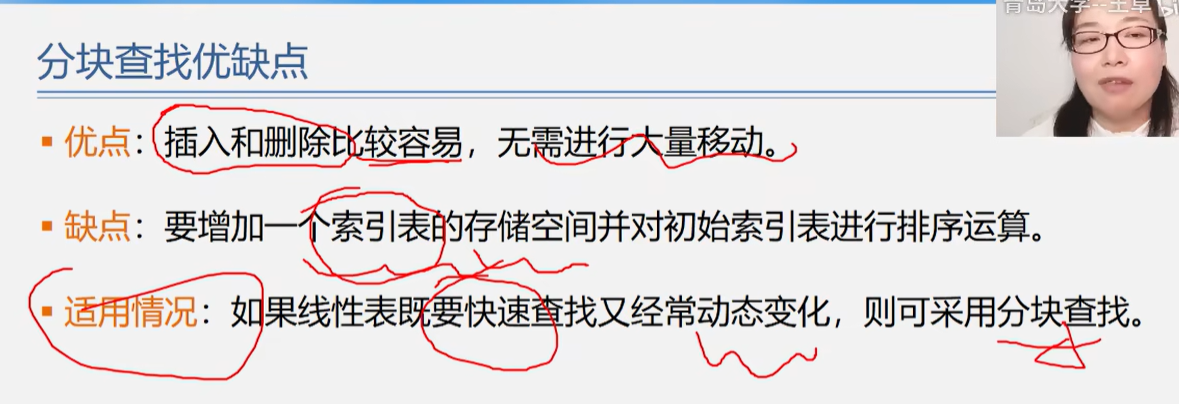 青岛大学--王卓
分块查找优缺点
▪ 优点：插入和删除比较容易，无需进行大量移动。
▪ 缺点：要增加一个索引表的存储空间并对初始索引表进行排序运算。
▪ 适用情况：如果线性表既要快速查找又经常动态变化，则可采用分块查找。